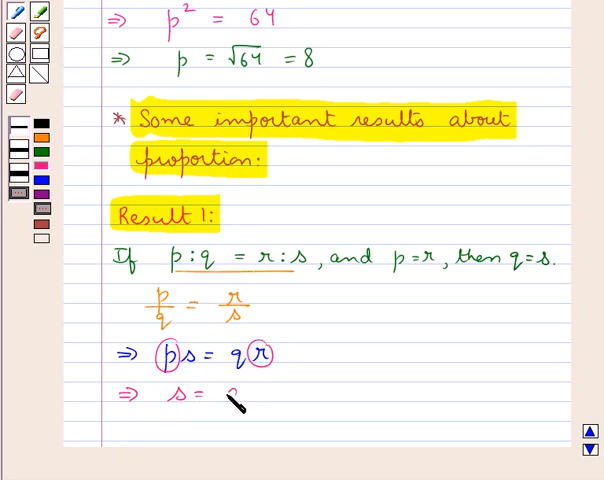 ⇒ p² = 64
⇒ p = √64 = 8
* Some important results about
proportion:
Result 1:
If p : q = r : s, and p=r, then q=s.
p/q = r/s
⇒ ps = qr
⇒ s =